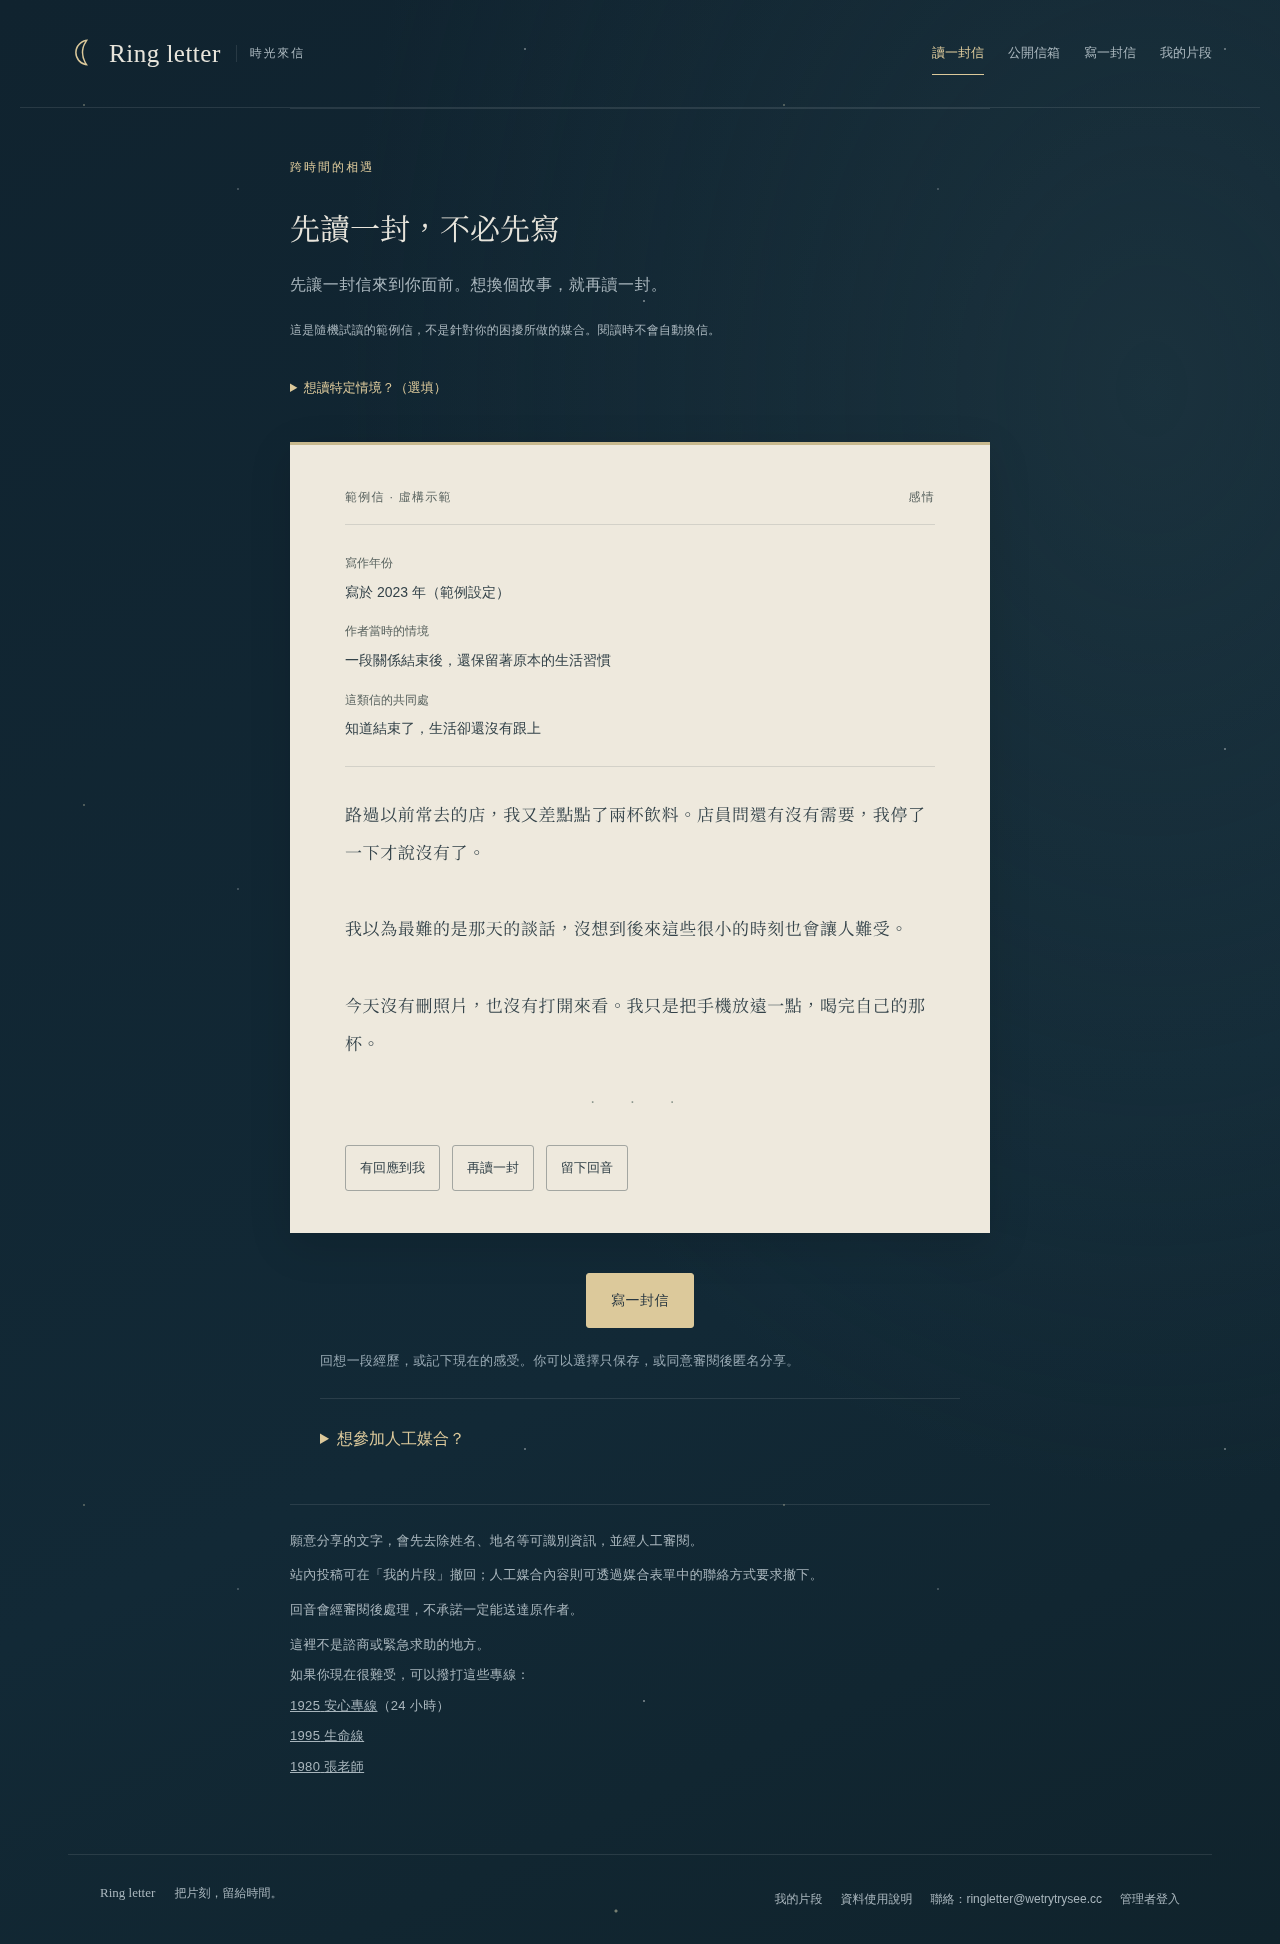 Ring letter
時光來信
讀一封信
公開信箱
寫一封信
我的片段
跨時間的相遇
先讀一封，不必先寫
先讓一封信來到你面前。想換個故事，就再讀一封。
這是隨機試讀的範例信，不是針對你的困擾所做的媒合。閱讀時不會自動換信。
▶ 想讀特定情境？（選填）
範例信 · 虛構示範
感情
寫作年份
寫於 2023 年（範例設定）
作者當時的情境
一段關係結束後，還保留著原本的生活習慣
這類信的共同處
知道結束了，生活卻還沒有跟上
路過以前常去的店，我又差點點了兩杯飲料。店員問還有沒有需要，我停了
一下才說沒有了。
我以為最難的是那天的談話，沒想到後來這些很小的時刻也會讓人難受。
今天沒有刪照片，也沒有打開來看。我只是把手機放遠一點，喝完自己的那
杯。
· · ·
有回應到我
再讀一封
留下回音
寫一封信
回想一段經歷，或記下現在的感受。你可以選擇只保存，或同意審閱後匿名分享。
▶ 想參加人工媒合？
願意分享的文字，會先去除姓名、地名等可識別資訊，並經人工審閱。
站內投稿可在「我的片段」撤回；人工媒合內容則可透過媒合表單中的聯絡方式要求撤下。
回音會經審閱後處理，不承諾一定能送達原作者。
這裡不是諮商或緊急求助的地方。
如果你現在很難受，可以撥打這些專線：
1925 安心專線（24 小時）
1995 生命線
1980 張老師
Ring letter
把片刻，留給時間。
我的片段
資料使用說明
聯絡：ringletter@wetrytrysee.cc
管理者登入